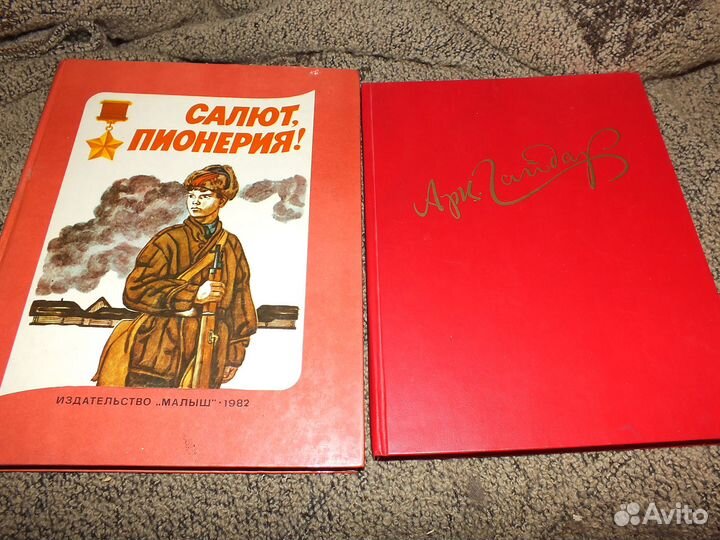 САЛЮТ,
ПИОНЕРИЯ!
ИЗДАТЕЛЬСТВО „МАЛЫШ"·1982
Арк. Гайдар
Avito